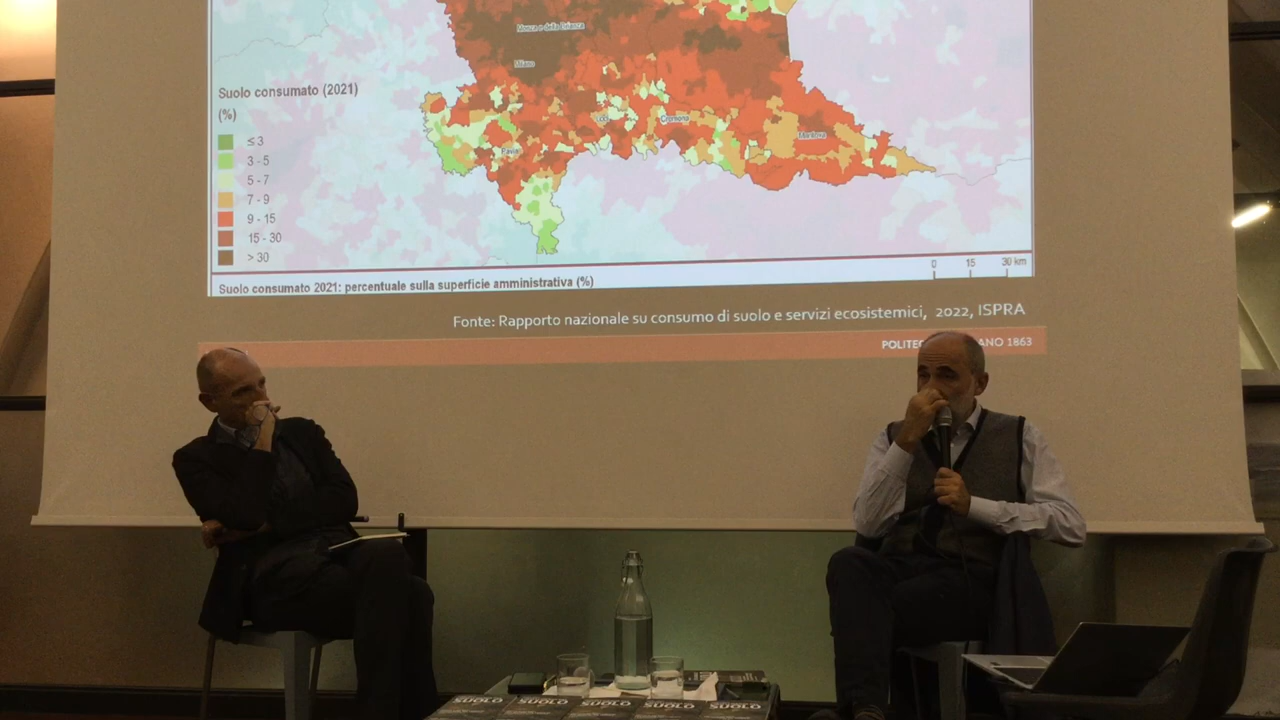 Monza e della Brianza
Milano
Suolo consumato (2021)
(%)
≤ 3
3 - 5
5 - 7
7 - 9
9 - 15
15 - 30
> 30
Lodi
Cremona
Mantova
Pavia
0 15 30 km
Suolo consumato 2021: percentuale sulla superficie amministrativa (%)
Fonte: Rapporto nazionale su consumo di suolo e servizi ecosistemici, 2022, ISPRA
POLITEC ANO 1863
SUOLO SUOLO SUOLO SUOLO SUOLO